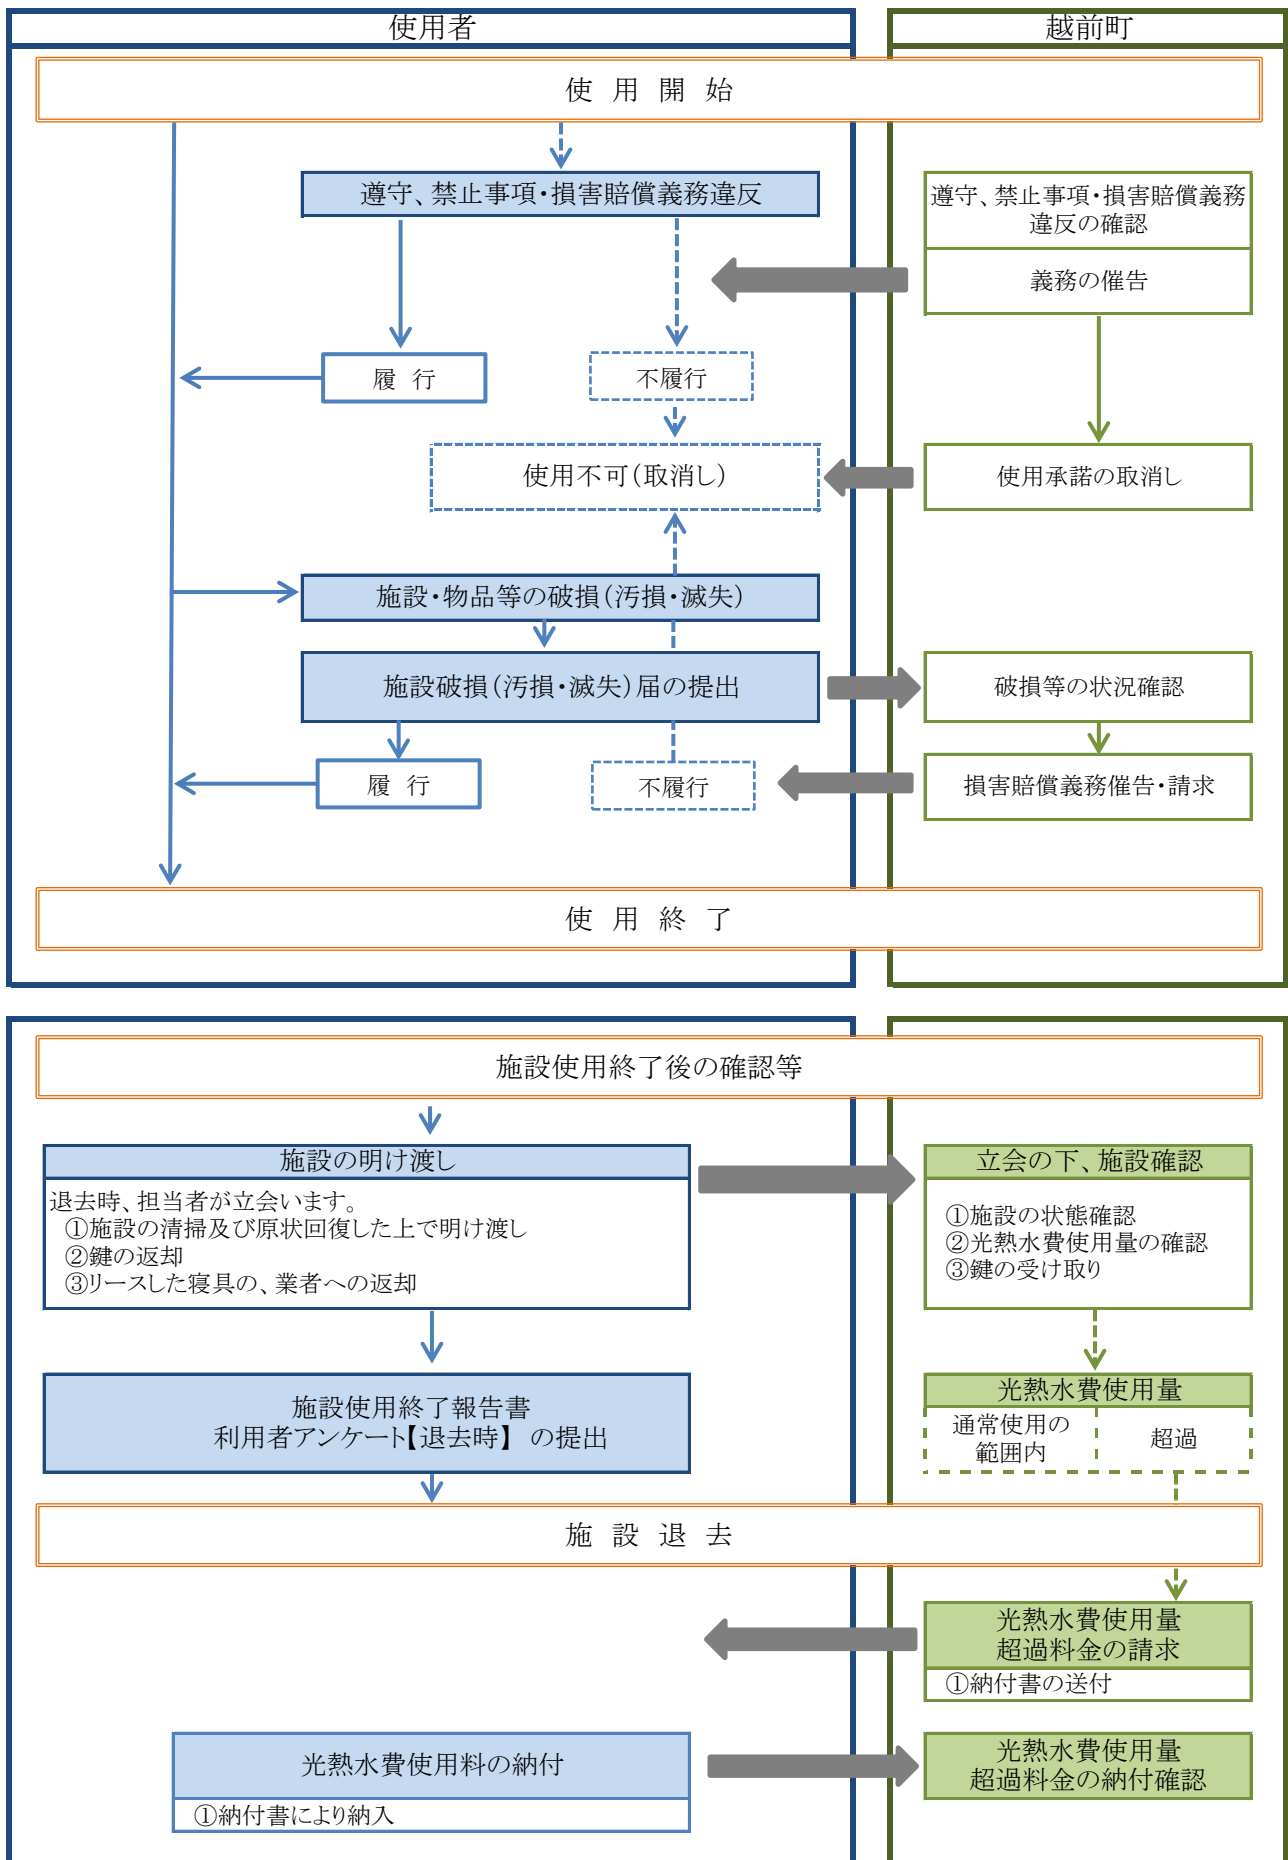 使用者
越前町
使用開始
遵守、禁止事項・損害賠償義務違反
遵守、禁止事項・損害賠償義務
違反の確認
義務の催告
履行
不履行
使用不可（取消し）
使用承諾の取消し
施設・物品等の破損（汚損・滅失）
施設破損（汚損・滅失）届の提出
破損等の状況確認
履行
不履行
損害賠償義務催告・請求
使用終了
施設使用終了後の確認等
施設の明け渡し
退去時、担当者が立会います。
①施設の清掃及び原状回復した上で明け渡し
②鍵の返却
③リースした寝具の、業者への返却
立会の下、施設確認
①施設の状態確認
②光熱水費使用量の確認
③鍵の受け取り
施設使用終了報告書
利用者アンケート【退去時】 の提出
光熱水費使用量
通常使用の
範囲内
超過
施設退去
光熱水費使用量
超過料金の請求
①納付書の送付
光熱水費使用料の納付
①納付書により納入
光熱水費使用量
超過料金の納付確認